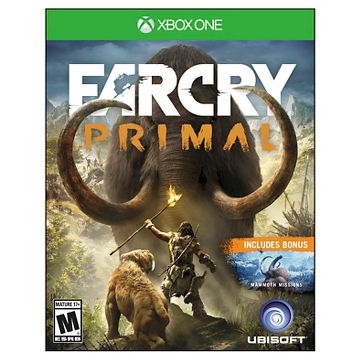 XBOX ONE
FARCRY
PRIMAL
INCLUDES BONUS
MAMMOTH MISSIONS
MATURE 17+
M
ESRB
UBISOFT